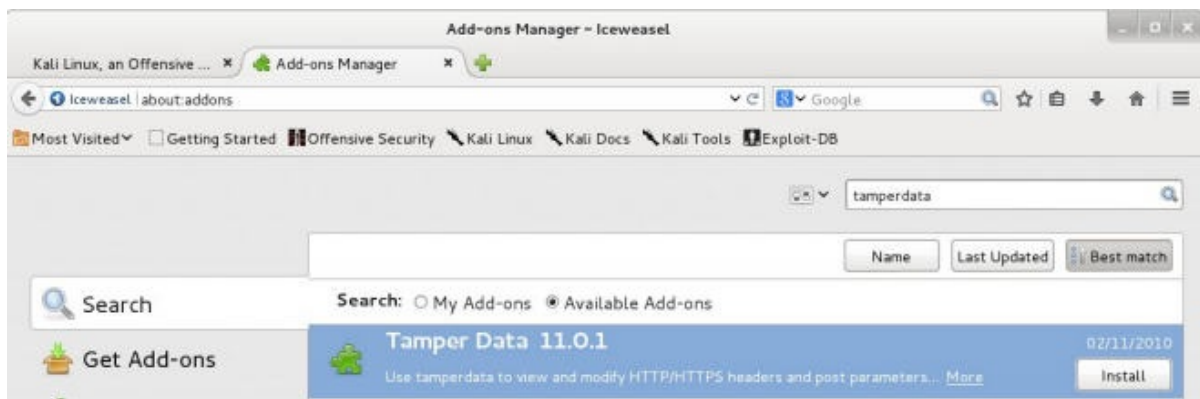 Add-ons Manager - Iceweasel
Kali Linux, an Offensive ... Add-ons Manager
Iceweasel about:addons Google
Most Visited Getting Started Offensive Security Kali Linux Kali Docs Kali Tools Exploit-DB
tamperdata
Name Last Updated Best match
Search
Search: My Add-ons Available Add-ons
Get Add-ons
Tamper Data 11.0.1 02/11/2010
Use tamperdata to view and modify HTTP/HTTPS headers and post parameters... More Install